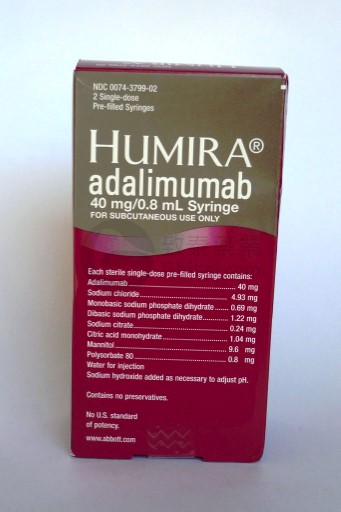 NDC 0074-3799-02
2 Single-dose
Pre-filled Syringes
HUMIRA®
adalimumab
40 mg/0.8 mL Syringe
FOR SUBCUTANEOUS USE ONLY
Each sterile single-dose pre-filled syringe contains:
Adalimumab 40 mg
Sodium chloride 4.93 mg
Monobasic sodium phosphate dihydrate 0.69 mg
Dibasic sodium phosphate dihydrate 1.22 mg
Sodium citrate 0.24 mg
Citric acid monohydrate 1.04 mg
Mannitol 9.6 mg
Polysorbate 80 0.8 mg
Water for injection
Sodium hydroxide added as necessary to adjust pH.
Contains no preservatives.
No U.S. standard
of potency.
www.abbott.com